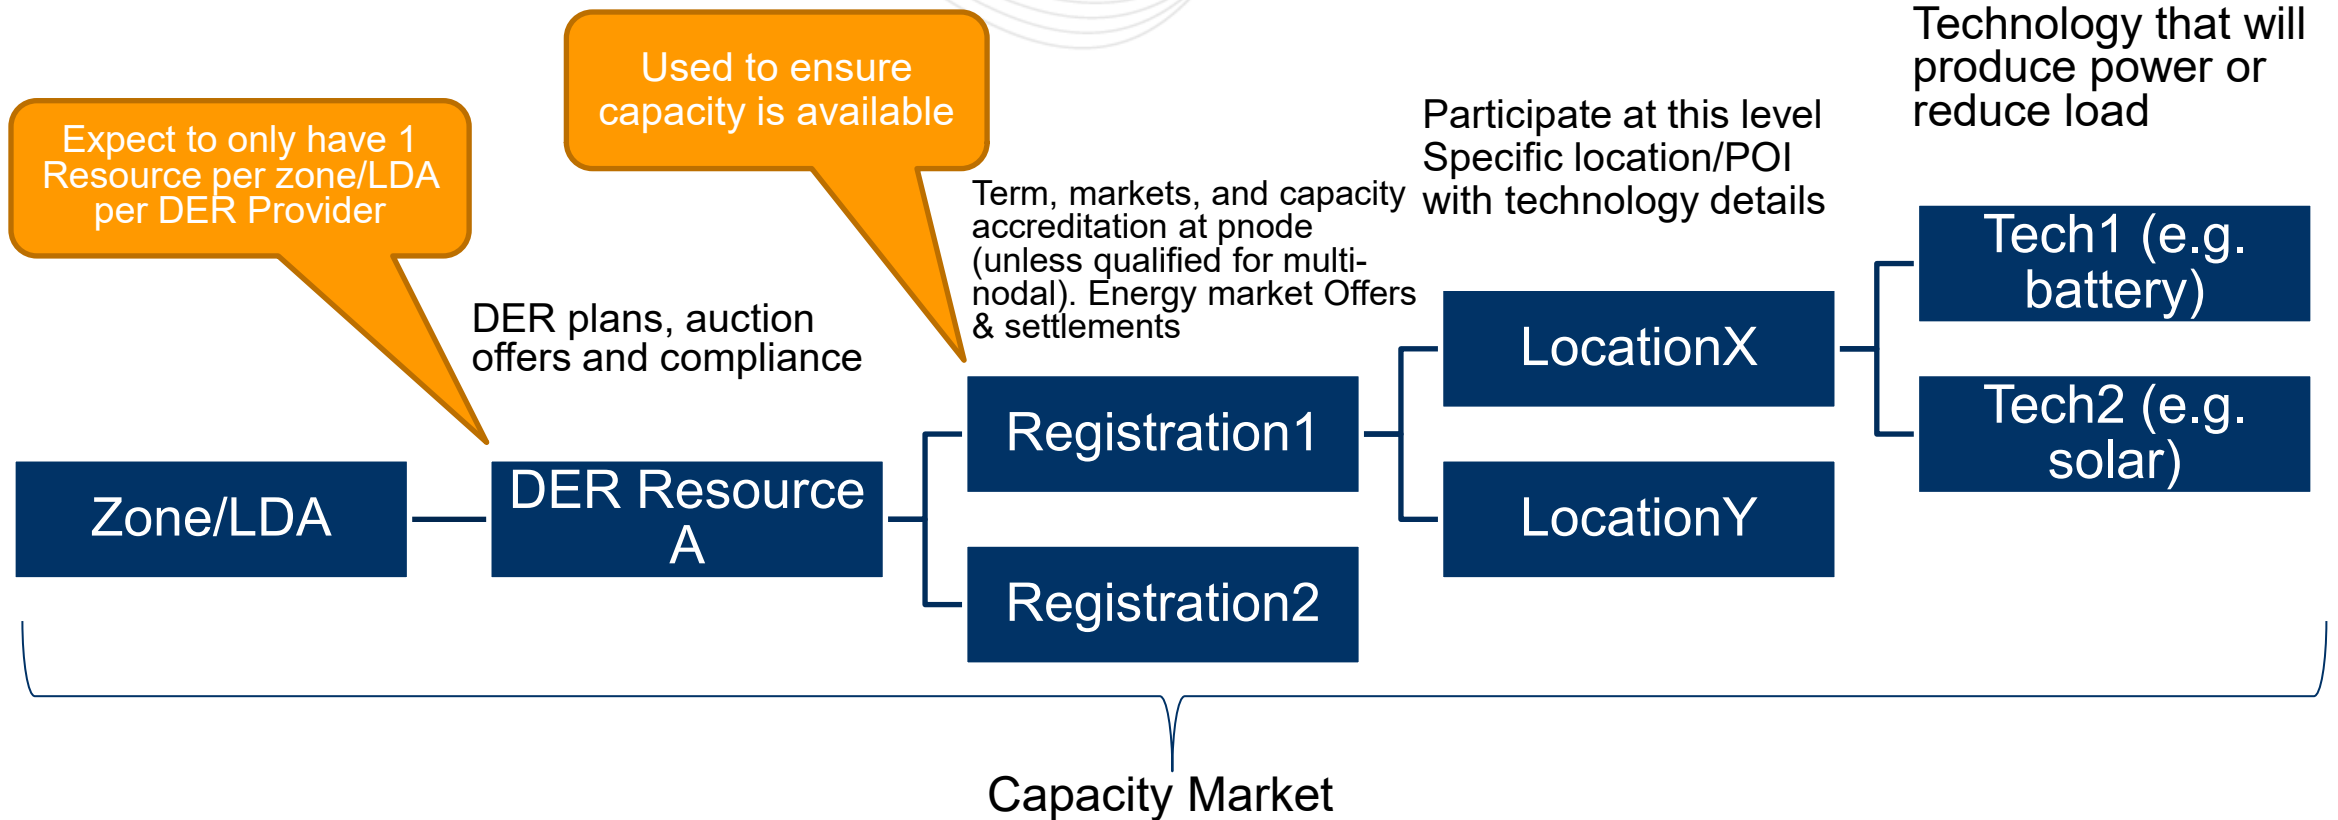 Technology that will
produce power or
reduce load
Used to ensure
capacity is available
Expect to only have 1
Resource per zone/LDA
per DER Provider
Participate at this level
Specific location/POI
with technology details
Term, markets, and capacity
accreditation at pnode
(unless qualified for multi-
nodal). Energy market Offers
& settlements
DER plans, auction
offers and compliance
Zone/LDA
DER Resource
A
Registration1
Registration2
LocationX
LocationY
Tech1 (e.g.
battery)
Tech2 (e.g.
solar)
Capacity Market